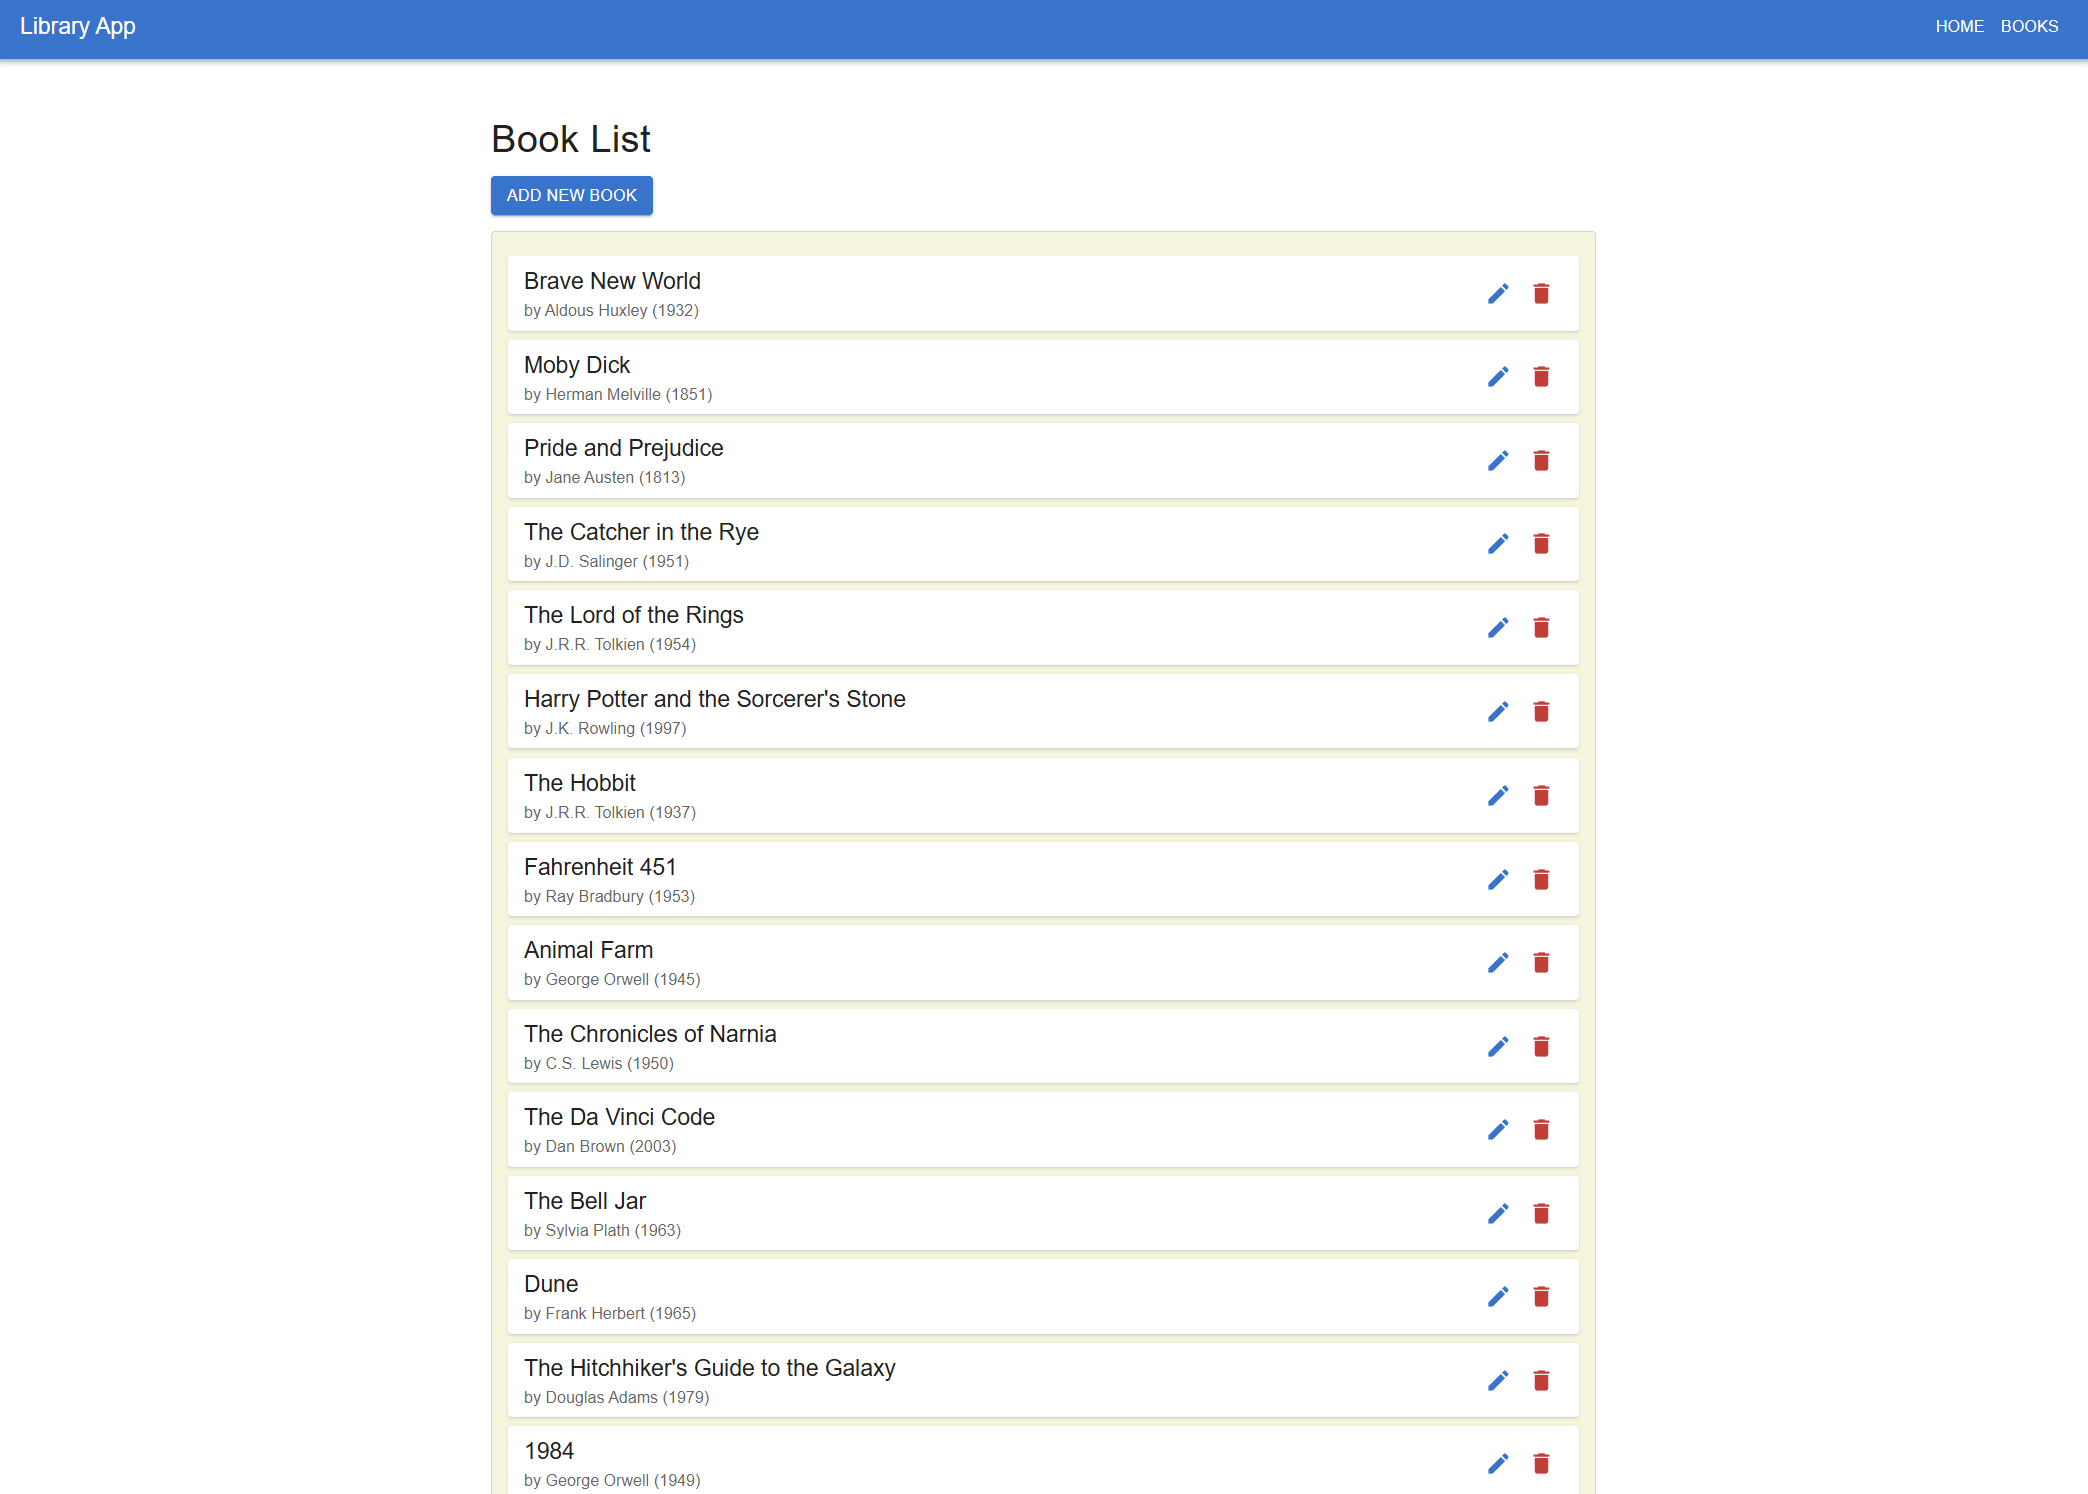 Library App
HOME BOOKS
Book List
ADD NEW BOOK
Brave New World
by Aldous Huxley (1932)
Moby Dick
by Herman Melville (1851)
Pride and Prejudice
by Jane Austen (1813)
The Catcher in the Rye
by J.D. Salinger (1951)
The Lord of the Rings
by J.R.R. Tolkien (1954)
Harry Potter and the Sorcerer's Stone
by J.K. Rowling (1997)
The Hobbit
by J.R.R. Tolkien (1937)
Fahrenheit 451
by Ray Bradbury (1953)
Animal Farm
by George Orwell (1945)
The Chronicles of Narnia
by C.S. Lewis (1950)
The Da Vinci Code
by Dan Brown (2003)
The Bell Jar
by Sylvia Plath (1963)
Dune
by Frank Herbert (1965)
The Hitchhiker's Guide to the Galaxy
by Douglas Adams (1979)
1984
by George Orwell (1949)